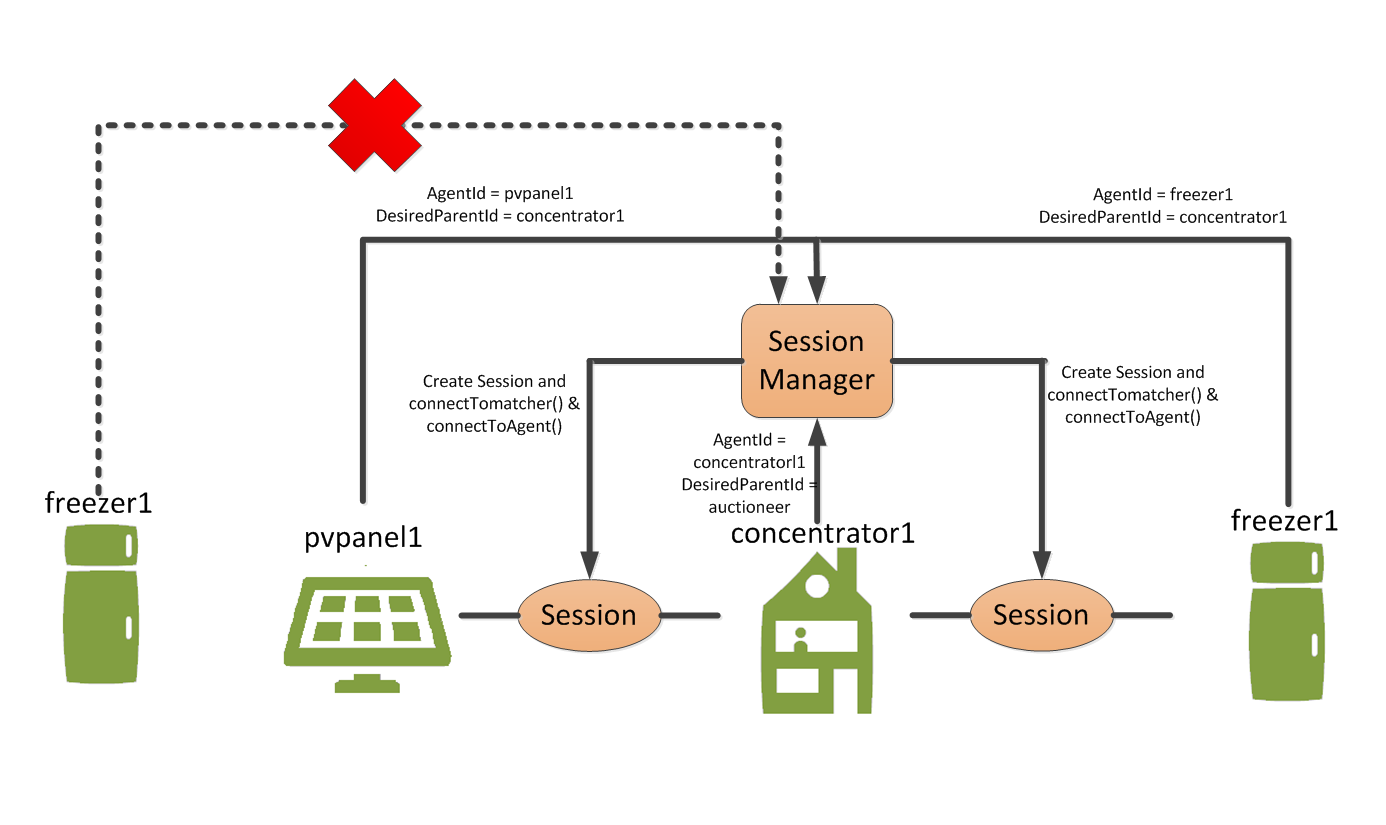 AgentId = pvpanel1
DesiredParentId = concentrator1
AgentId = freezer1
DesiredParentId = concentrator1
Session
Manager
Create Session and
connectTomatcher() &
connectToAgent()
Create Session and
connectTomatcher() &
connectToAgent()
AgentId =
concentratorl1
DesiredParentId =
auctioneer
freezer1
pvpanel1
concentrator1
freezer1
Session
Session